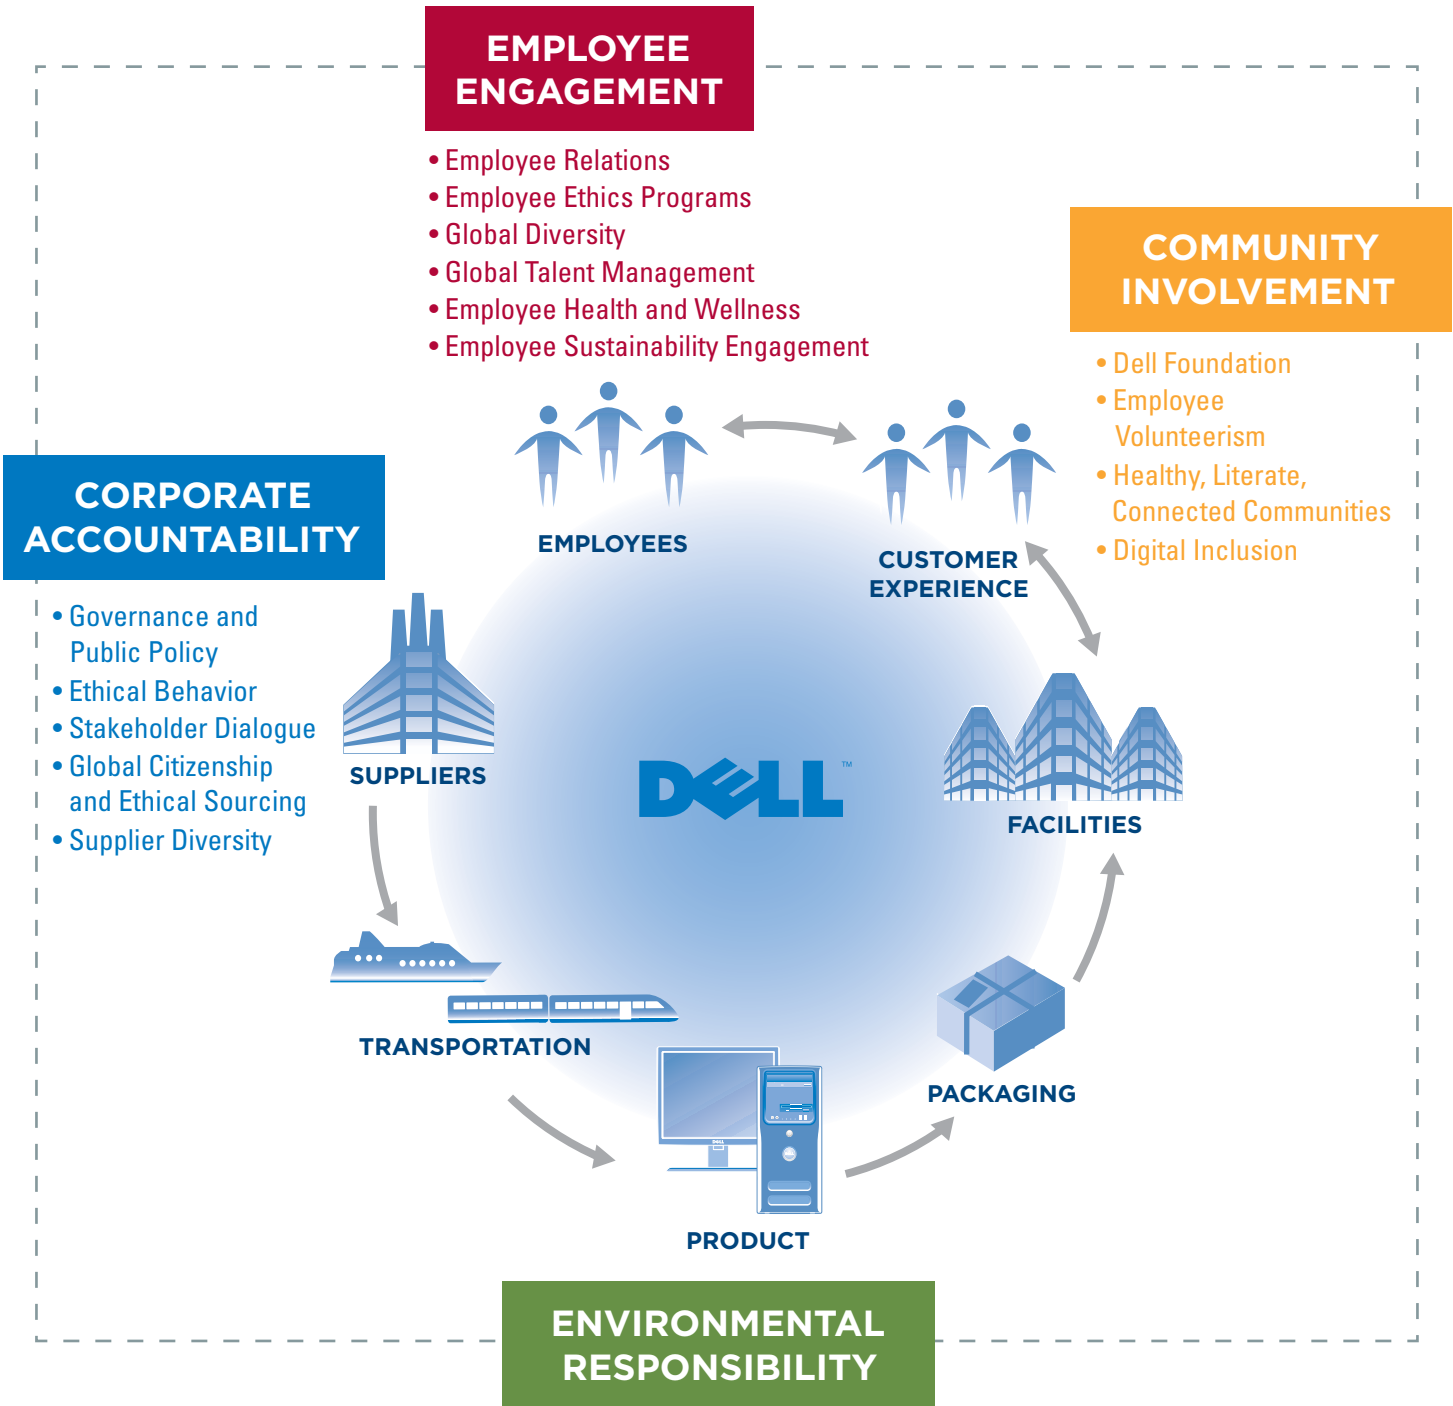 EMPLOYEE
ENGAGEMENT
• Employee Relations
• Employee Ethics Programs
• Global Diversity
• Global Talent Management
• Employee Health and Wellness
• Employee Sustainability Engagement
COMMUNITY
INVOLVEMENT
• Dell Foundation
• Employee
Volunteerism
• Healthy, Literate,
Connected Communities
• Digital Inclusion
CORPORATE
ACCOUNTABILITY
• Governance and
Public Policy
• Ethical Behavior
• Stakeholder Dialogue
• Global Citizenship
and Ethical Sourcing
• Supplier Diversity
EMPLOYEES
CUSTOMER
EXPERIENCE
SUPPLIERS
DELL™
FACILITIES
TRANSPORTATION
PACKAGING
DELL
PRODUCT
ENVIRONMENTAL
RESPONSIBILITY